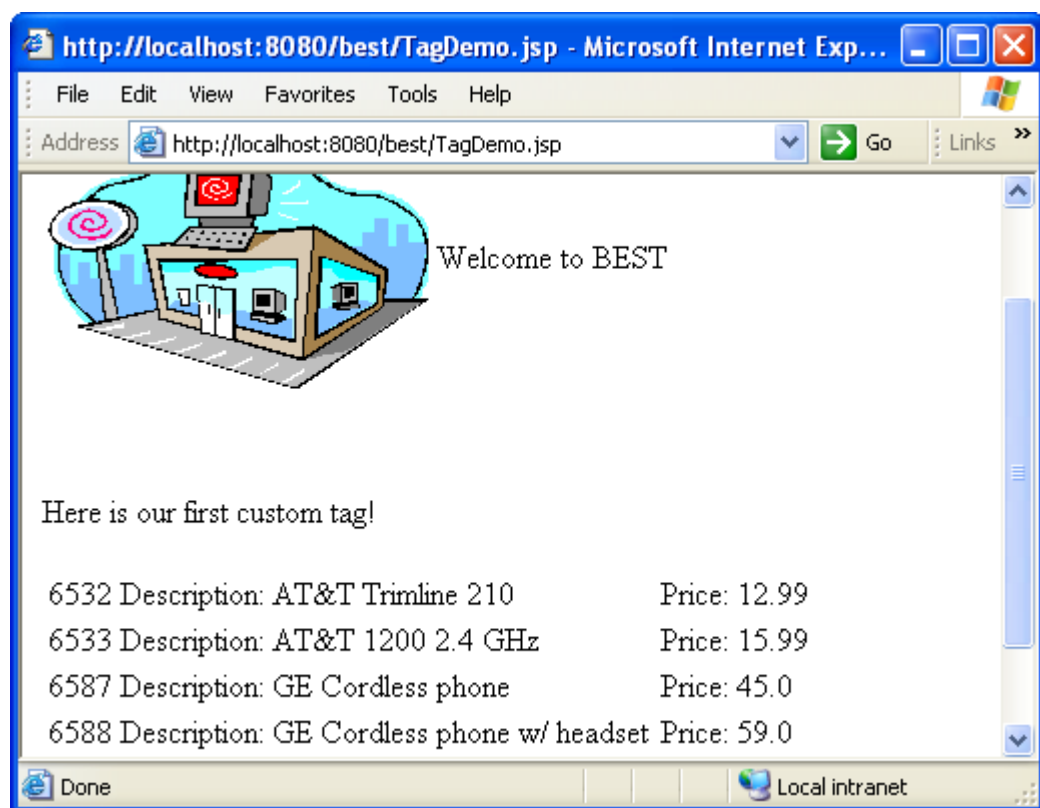 http://localhost:8080/best/TagDemo.jsp - Microsoft Internet Exp...
File Edit View Favorites Tools Help
Address http://localhost:8080/best/TagDemo.jsp Go Links »
Welcome to BEST
Here is our first custom tag!
6532 Description: AT&T Trimline 210 Price: 12.99
6533 Description: AT&T 1200 2.4 GHz Price: 15.99
6587 Description: GE Cordless phone Price: 45.0
6588 Description: GE Cordless phone w/ headset Price: 59.0
Done Local intranet